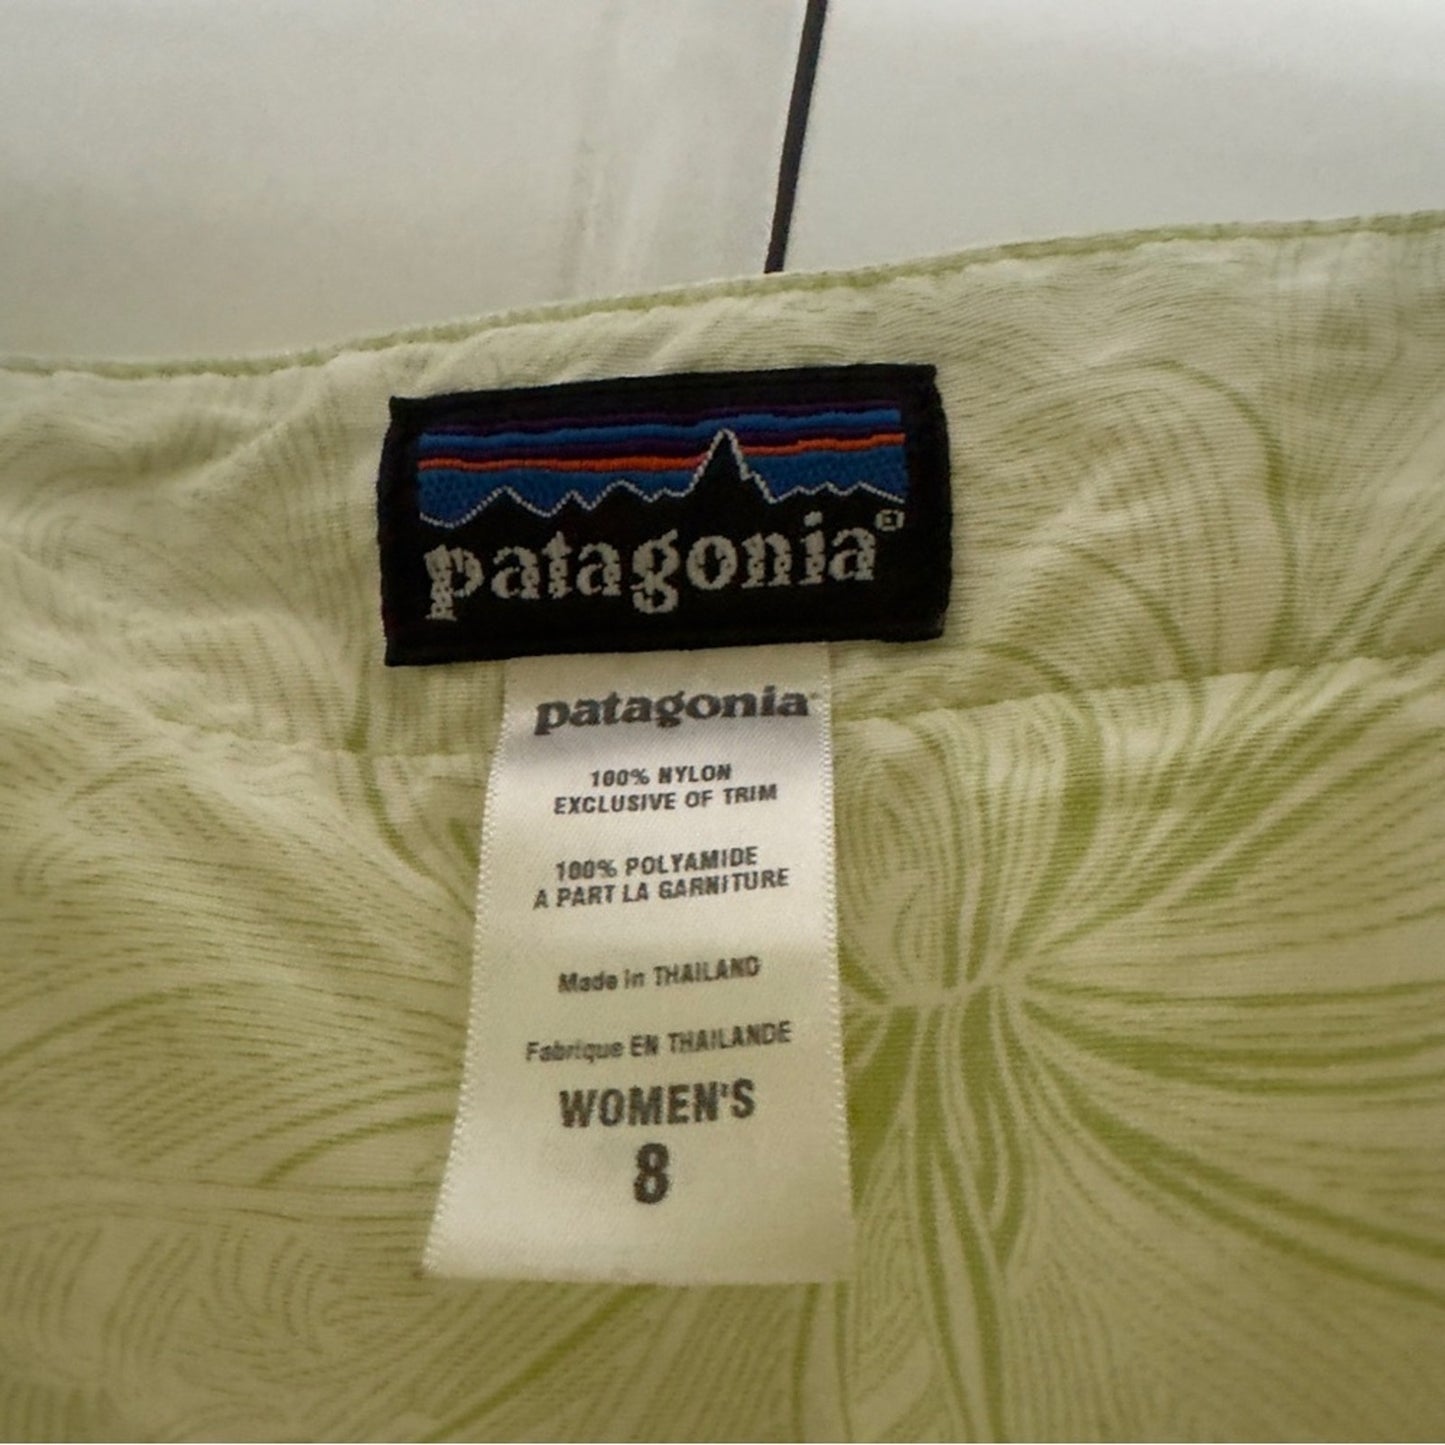 patagonia®
patagonia
100% NYLON
EXCLUSIVE OF TRIM
100% POLYAMIDE
A PART LA GARNITURE
Made in THAILAND
Fabrique EN THAILANDE
WOMEN'S
8